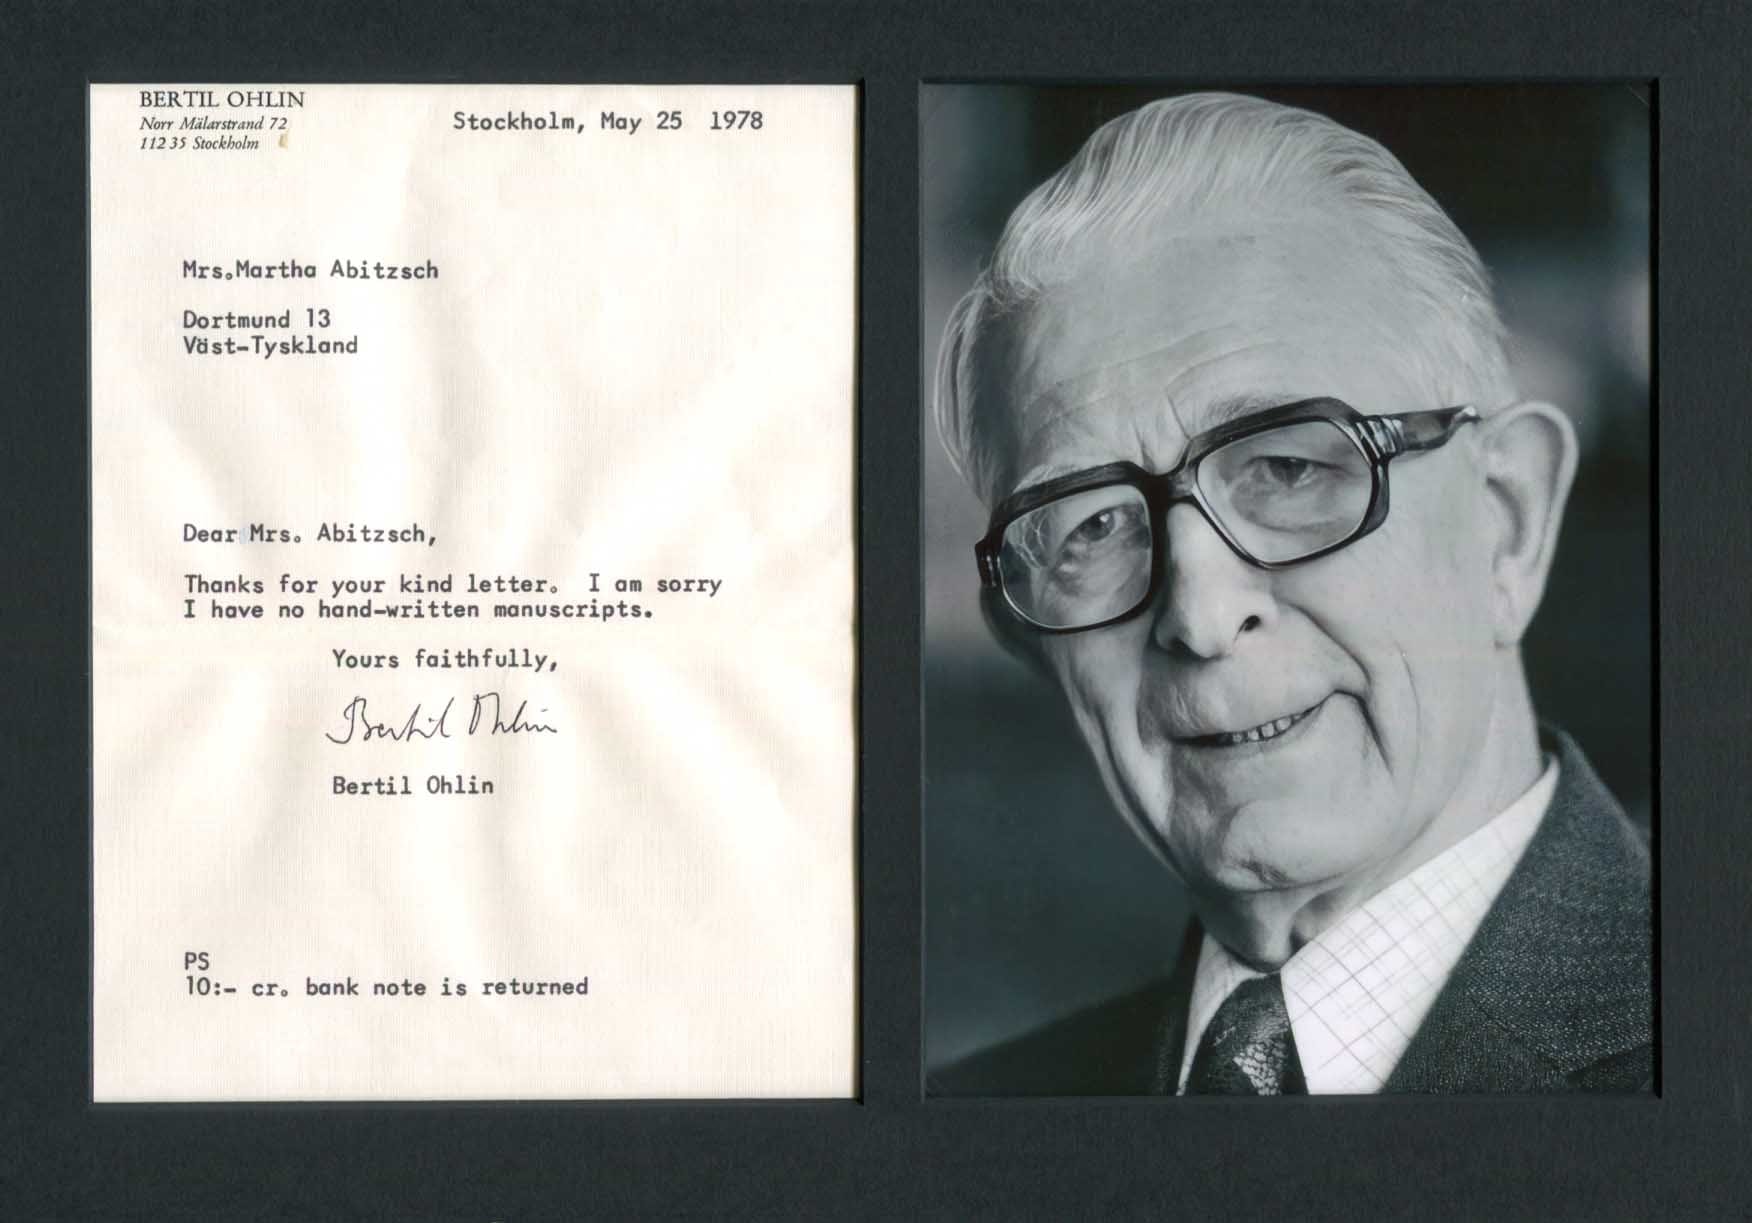 BERTIL OHLIN
Norr Mälarstrand 72
112 35 Stockholm
Stockholm, May 25 1978
Mrs.Martha Abitzsch
Dortmund 13
Väst-Tyskland
Dear Mrs. Abitzsch,
Thanks for your kind letter. I am sorry
I have no hand-written manuscripts.
Yours faithfully,
Bertil Ohlin
Bertil Ohlin
PS
10:- cr. bank note is returned